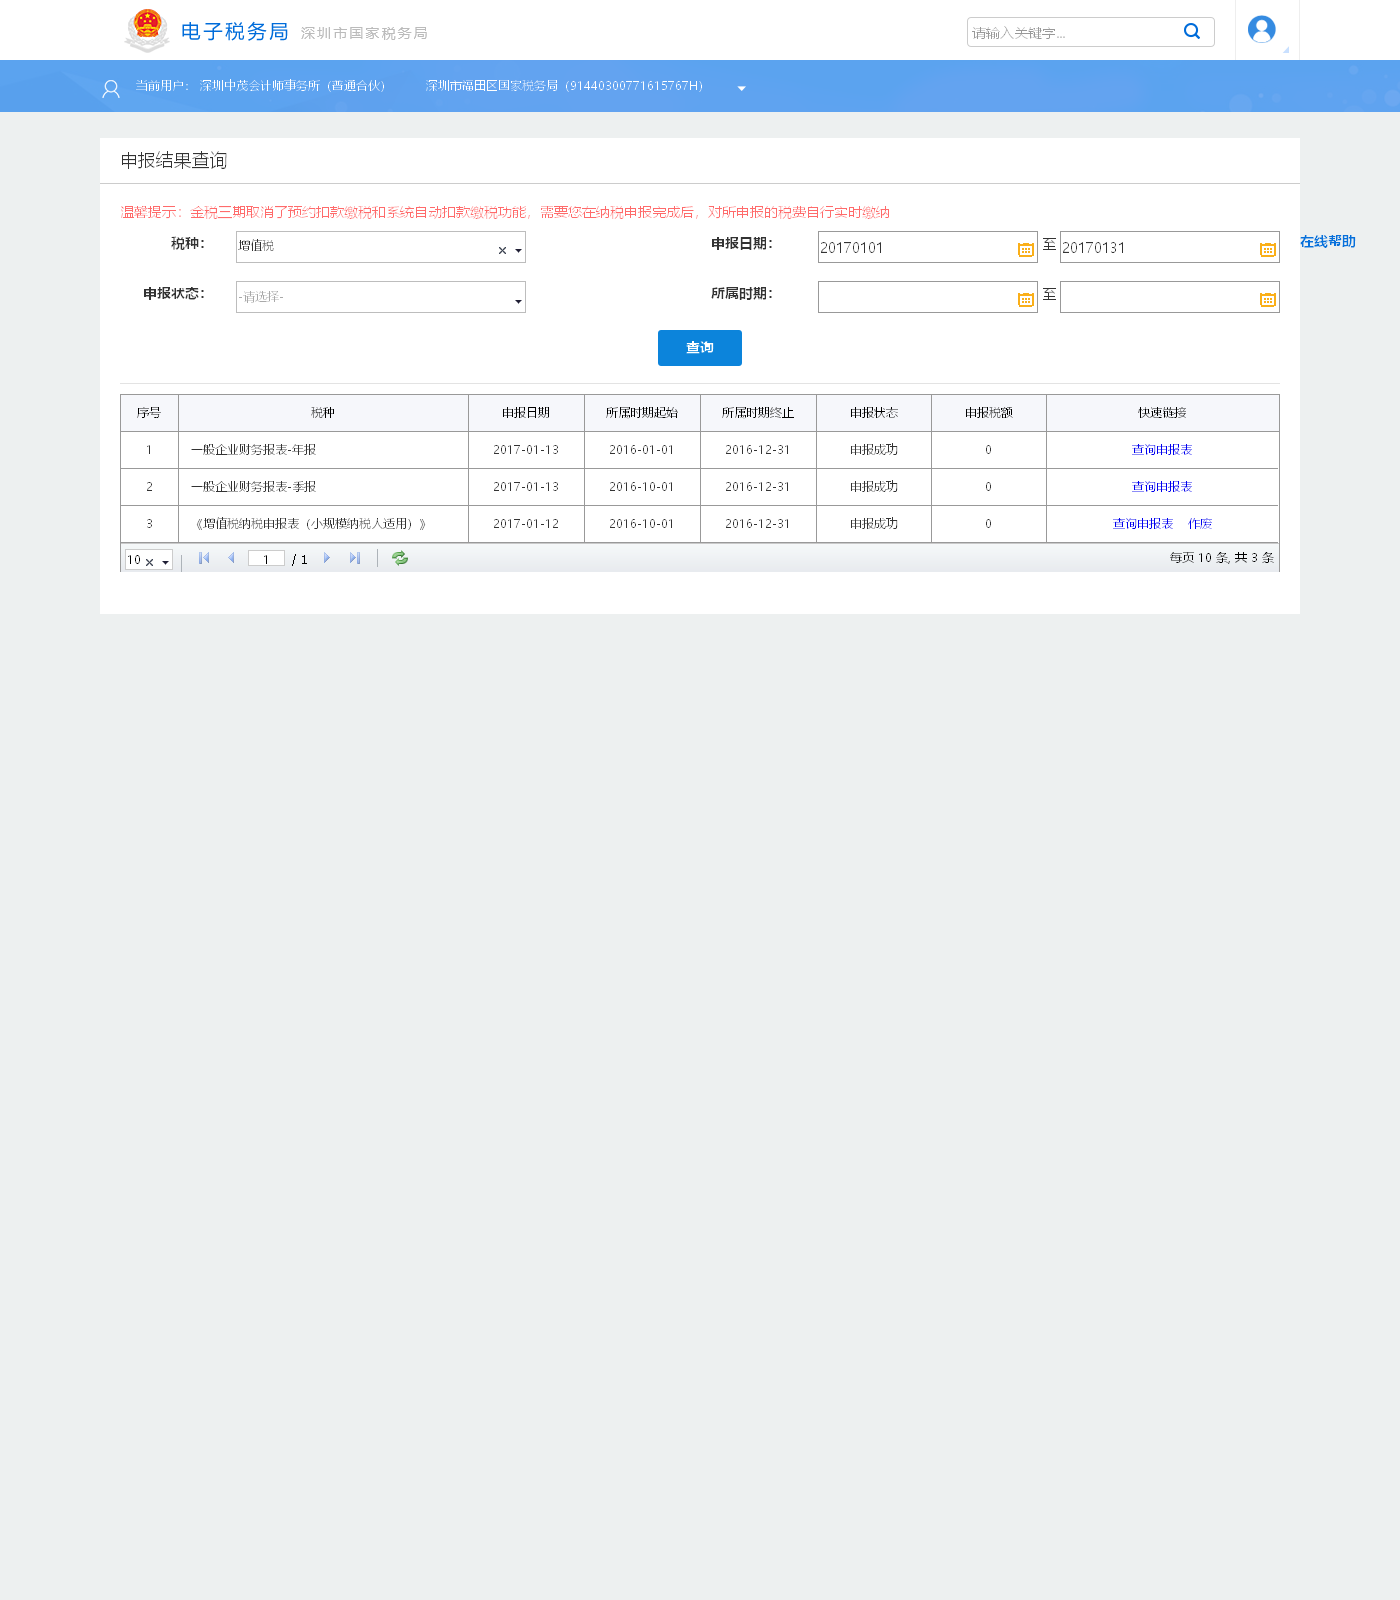 电子税务局 深圳市国家税务局 请输入关键字...
当前用户： 深圳中茂会计师事务所（普通合伙） 深圳市福田区国家税务局（91440300771615767H）
申报结果查询
温馨提示：金税三期取消了预约扣款缴税和系统自动扣款缴税功能，需要您在纳税申报完成后，对所申报的税费自行实时缴纳
税种： 增值税 申报日期： 20170101 至 20170131 在线帮助
申报状态： -请选择- 所属时期： 至
查询
序号 税种 申报日期 所属时期起始 所属时期终止 申报状态 申报税额 快速链接
1 一般企业财务报表-年报 2017-01-13 2016-01-01 2016-12-31 申报成功 0 查询申报表
2 一般企业财务报表-季报 2017-01-13 2016-10-01 2016-12-31 申报成功 0 查询申报表
3 《增值税纳税申报表（小规模纳税人适用）》 2017-01-12 2016-10-01 2016-12-31 申报成功 0 查询申报表 作废
10 1 / 1 每页 10 条, 共 3 条